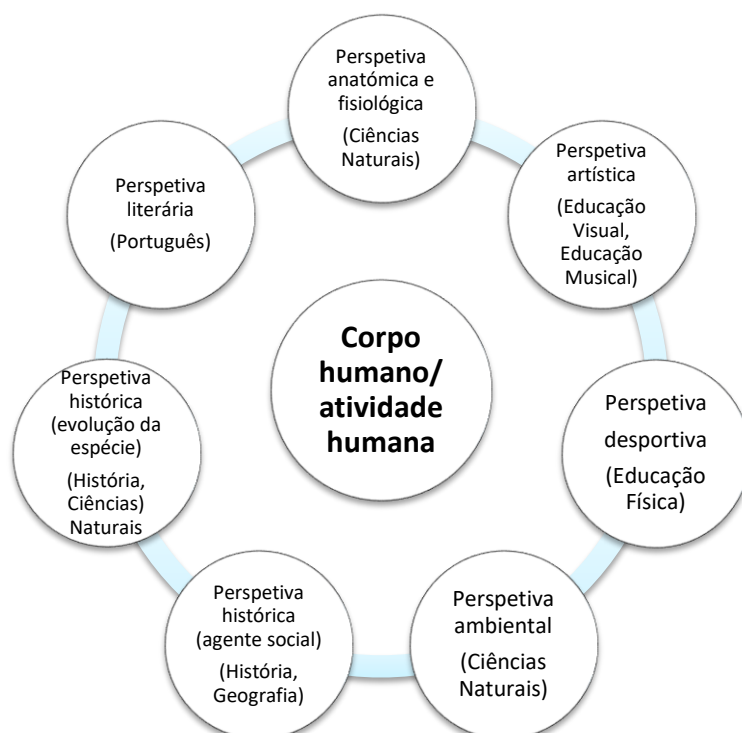 Perspetiva
anatómica e
fisiológica
(Ciências
Naturais)
Perspetiva
artística
(Educação
Visual,
Educação
Musical)
Perspetiva
desportiva
(Educação
Física)
Perspetiva
ambiental
(Ciências
Naturais)
Perspetiva
histórica
(agente social)
(História,
Geografia)
Perspetiva
histórica
(evolução da
espécie)
(História,
Ciências)
Naturais
Perspetiva
literária
(Português)
Corpo
humano/
atividade
humana